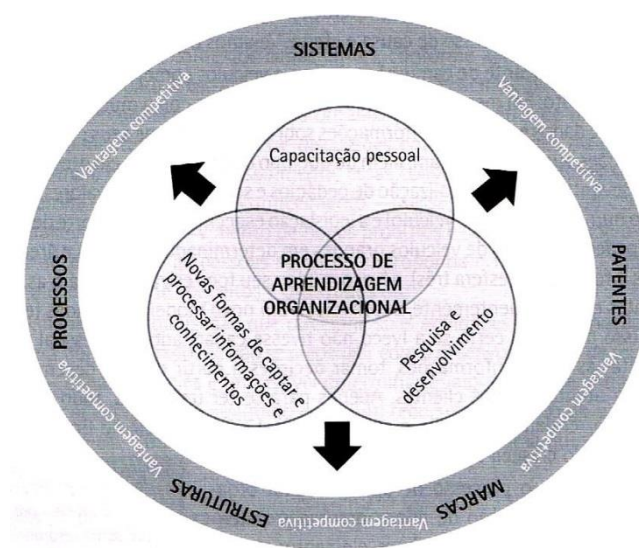 SISTEMAS
Vantagem competitiva
Vantagem competitiva
Capacitação pessoal
PROCESSOS
PROCESSO DE
APRENDIZAGEM
ORGANIZACIONAL
PATENTES
Novas formas de captar e
processar informações e
conhecimentos
Pesquisa e
desenvolvimento
Vantagem competitiva
Vantagem competitiva
ESTRUTURAS
Vantagem competitiva
MARCAS